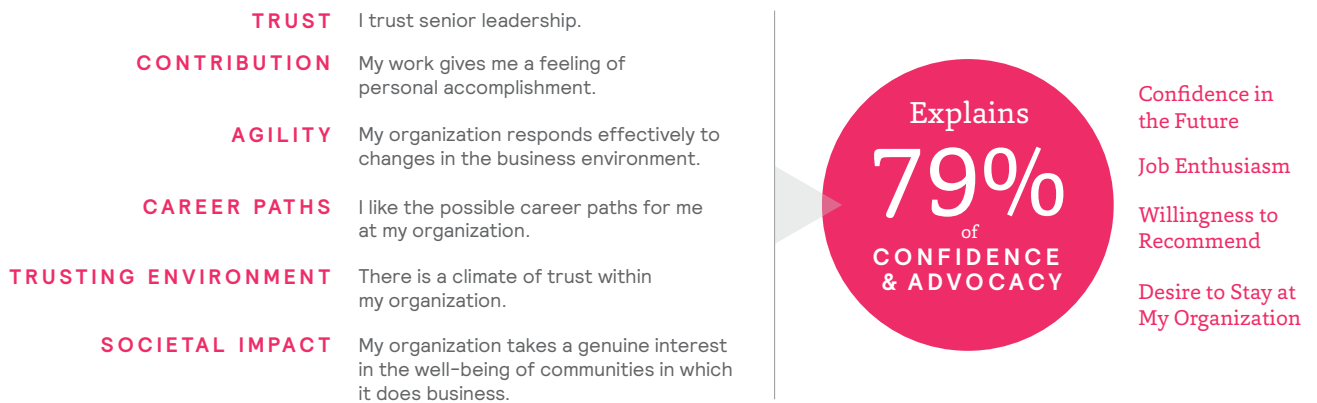 TRUST I trust senior leadership.
CONTRIBUTION My work gives me a feeling of
personal accomplishment.
AGILITY My organization responds effectively to
changes in the business environment.
CAREER PATHS I like the possible career paths for me
at my organization.
TRUSTING ENVIRONMENT There is a climate of trust within
my organization.
SOCIETAL IMPACT My organization takes a genuine interest
in the well-being of communities in which
it does business.
Explains
79%
of
CONFIDENCE
& ADVOCACY
Confidence in
the Future
Job Enthusiasm
Willingness to
Recommend
Desire to Stay at
My Organization